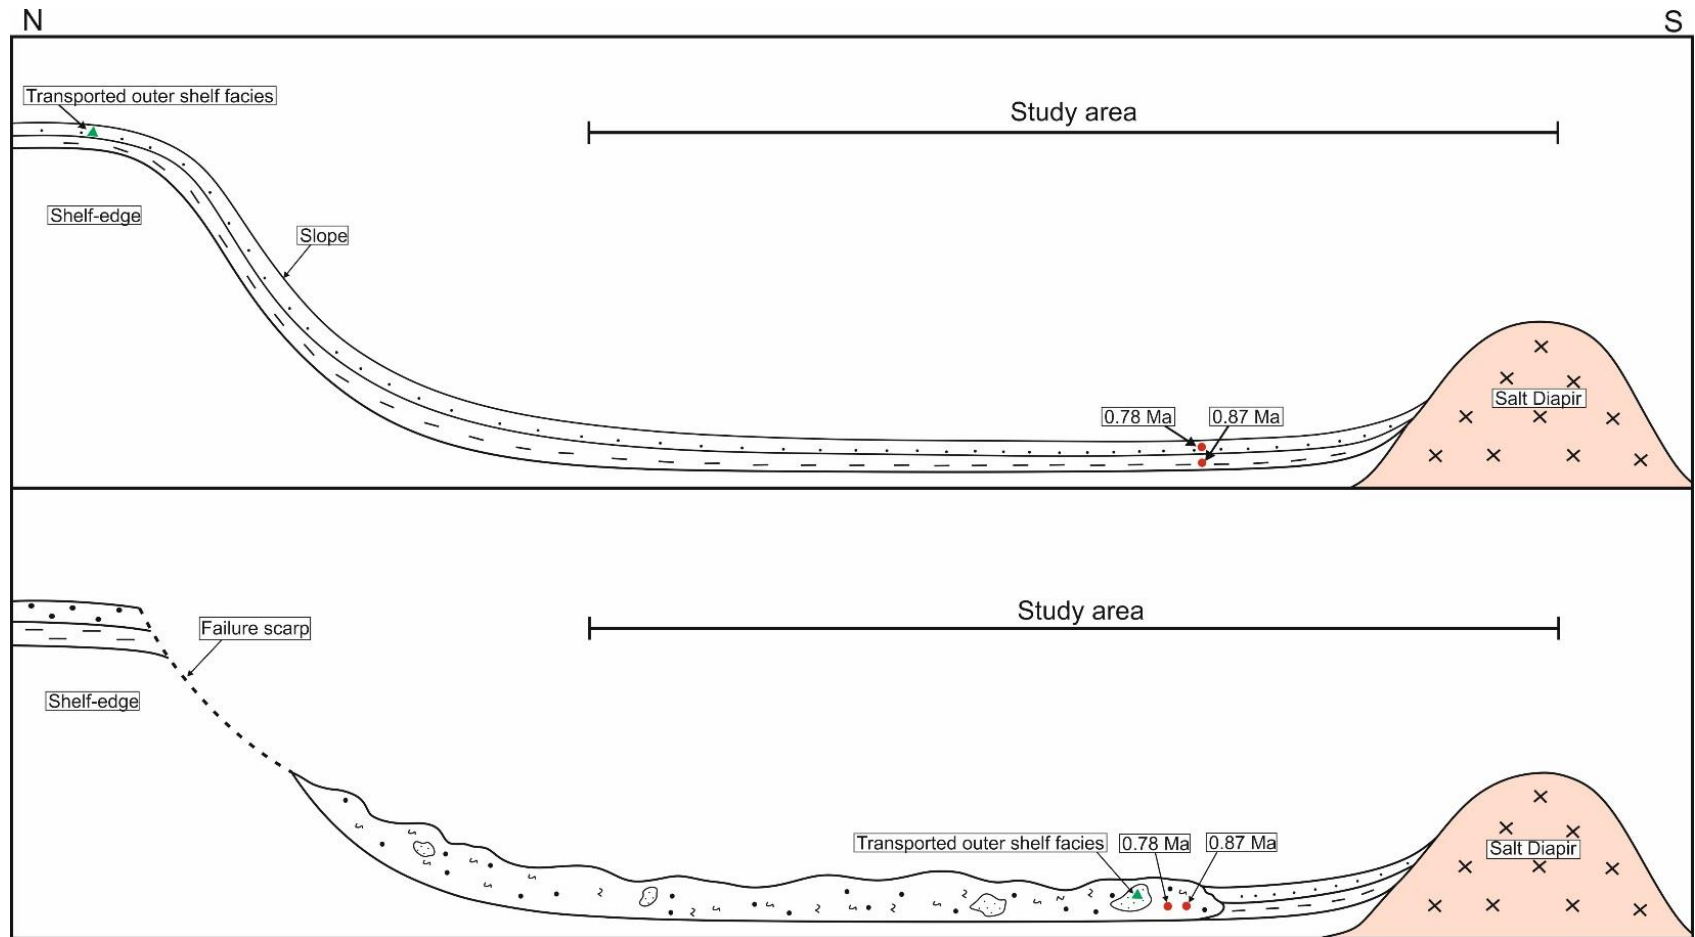 N
S
Transported outer shelf facies
Study area
Shelf-edge
Slope
0.78 Ma
0.87 Ma
Salt Diapir
Study area
Failure scarp
Shelf-edge
Transported outer shelf facies
0.78 Ma
0.87 Ma
Salt Diapir